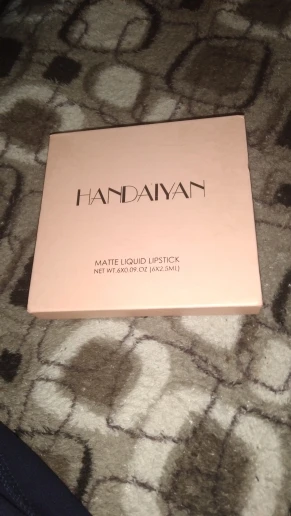 HANDAIYAN
MATTE LIQUID LIPSTICK
NET WT.6X0.09.OZ (6X2.5ML)